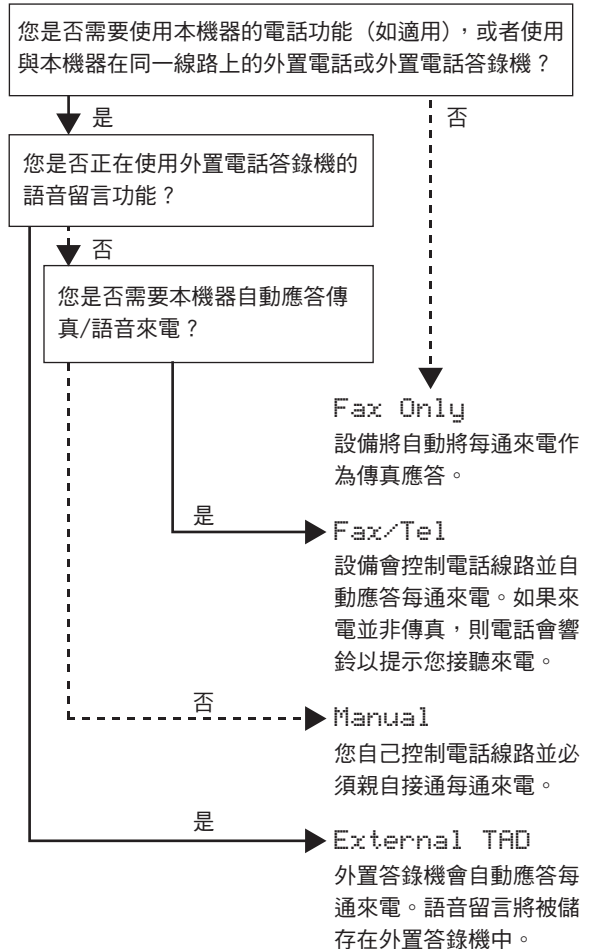 您是否需要使用本機器的電話功能（如適用），或者使用
與本機器在同一線路上的外置電話或外置電話答錄機？
是
否
您是否正在使用外置電話答錄機的
語音留言功能？
否
您是否需要本機器自動應答傳
真/語音來電？
Fax Only
設備將自動將每通來電作
為傳真應答。
是
Fax/Tel
設備會控制電話線路並自
動應答每通來電。如果來
電並非傳真，則電話會響
鈴以提示您接聽來電。
否
Manual
您自己控制電話線路並必
須親自接通每通來電。
是
External TAD
外置答錄機會自動應答每
通來電。語音留言將被儲
存在外置答錄機中。